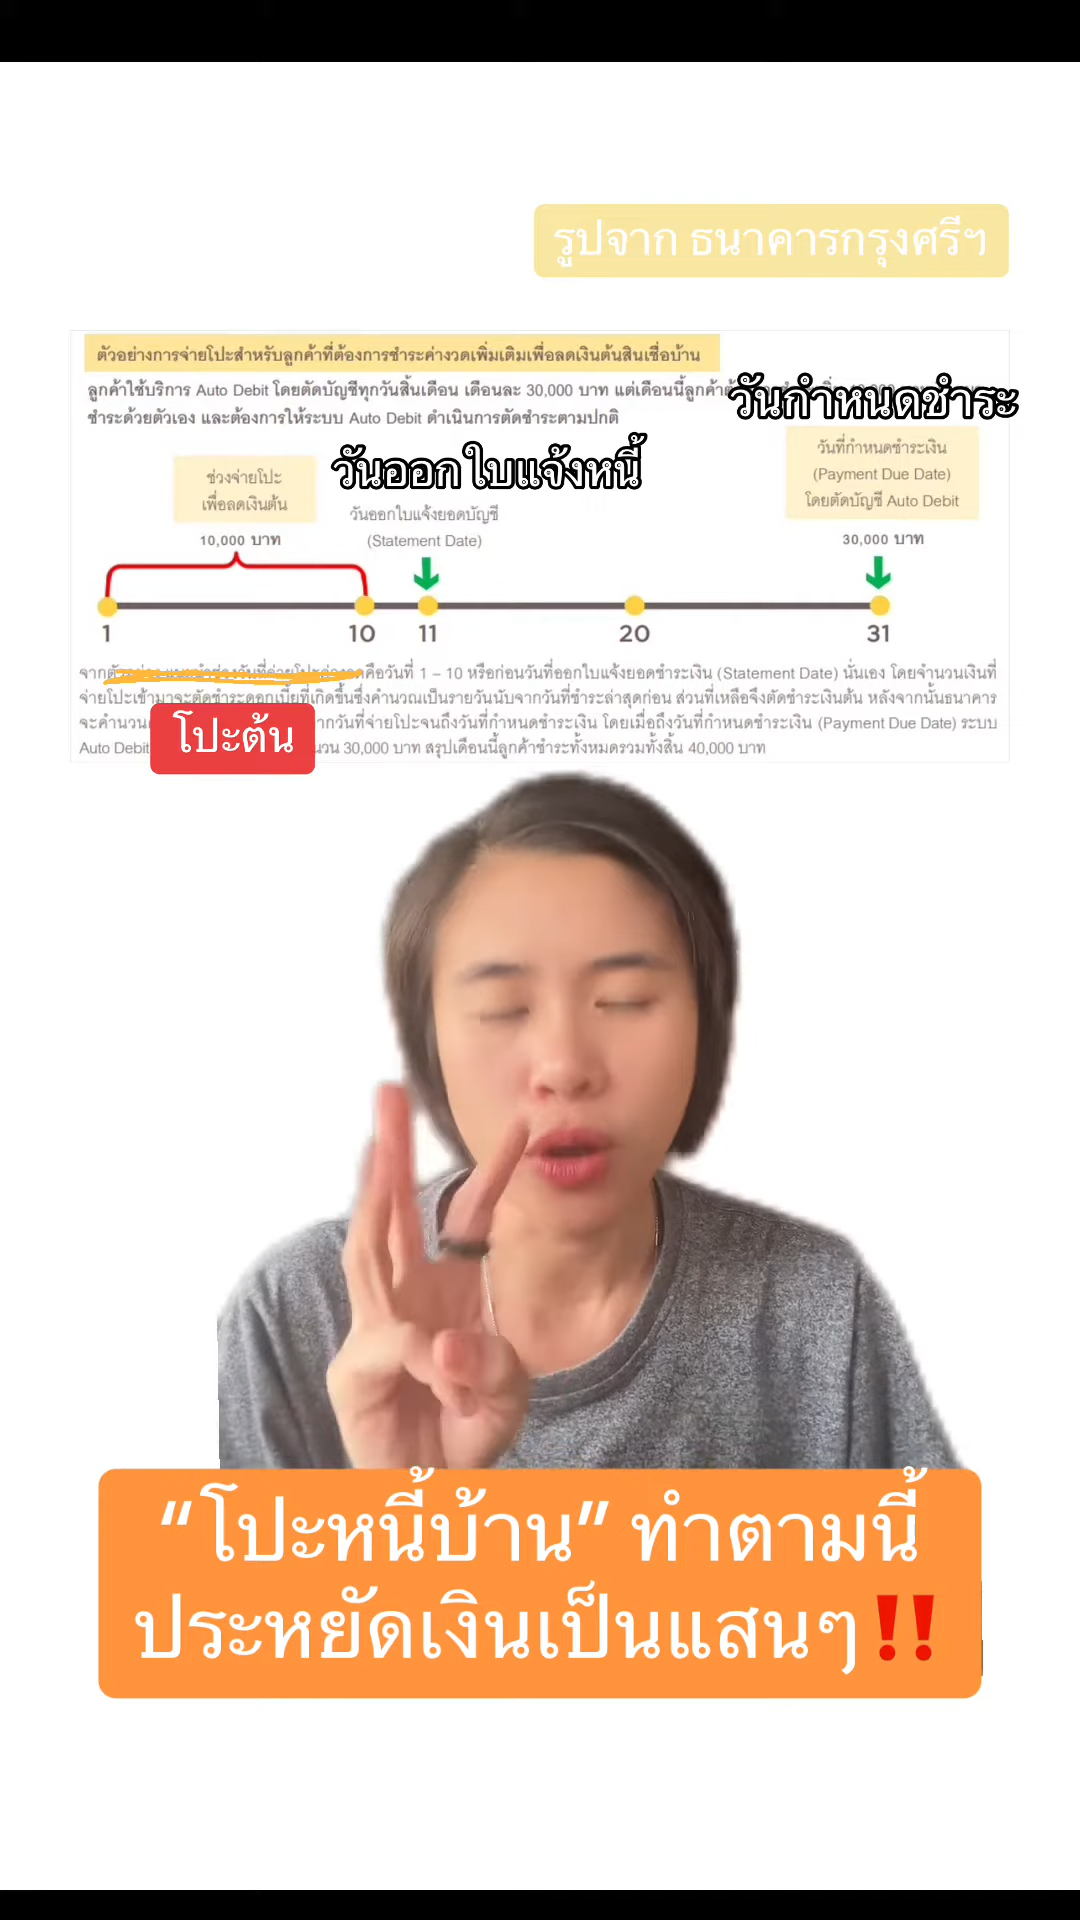 รูปจาก ธนาคารกรุงศรีฯ
ตัวอย่างการจ่ายโปะสำหรับลูกค้าที่ต้องการชำระค่างวดเพิ่มเติมเพื่อลดเงินต้นสินเชื่อบ้าน
ลูกค้าใช้บริการ Auto Debit โดยตัดบัญชีทุกวันสิ้นเดือน เดือนละ 30,000 บาท แต่เดือนนี้ลูกค้า
วันกำหนดชำระ
ชำระด้วยตัวเอง และต้องการให้ระบบ Auto Debit ดำเนินการตัดชำระตามปกติ
วันออกใบแจ้งหนี้
วันที่กำหนดชำระเงิน
(Payment Due Date)
โดยตัดบัญชี Auto Debit
30,000 บาท
ช่วงจ่ายโปะ
เพื่อลดเงินต้น
10,000 บาท
วันออกใบแจ้งยอดบัญชี
(Statement Date)
1 10 11 20 31
จากคือวันที่ 1 – 10 หรือก่อนวันที่ออกใบแจ้งยอดชำระเงิน (Statement Date) นั่นเอง โดยจำนวนเงินที่
จ่ายโปะเข้ามาจะตัดชำระดอกเบี้ยที่เกิดขึ้นซึ่งคำนวณเป็นรายวันนับจากวันที่ชำระล่าสุดก่อน ส่วนที่เหลือจึงตัดชำระเงินต้น หลังจากนั้นธนาคาร
จะคำนวณ กวันที่จ่ายโปะจนถึงวันที่กำหนดชำระเงิน โดยเมื่อถึงวันที่กำหนดชำระเงิน (Payment Due Date) ระบบ
Auto Debit 30,000 บาท สรุปเดือนนี้ลูกค้าชำระทั้งหมดรวมทั้งสิ้น 40,000 บาท
โปะต้น
“โปะหนี้บ้าน” ทำตามนี้
ประหยัดเงินเป็นแสนๆ‼️